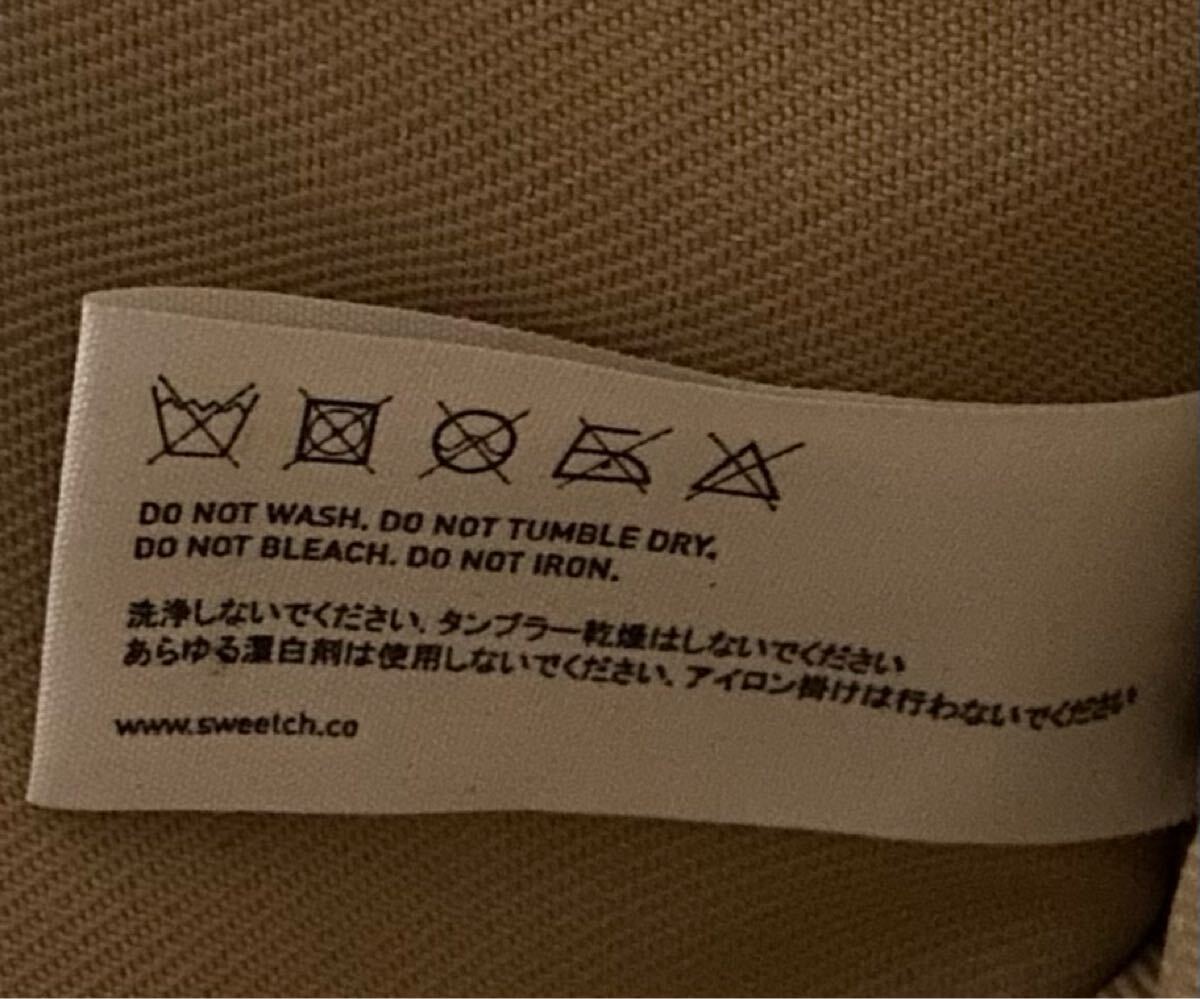 DO NOT WASH. DO NOT TUMBLE DRY.
DO NOT BLEACH. DO NOT IRON.
洗浄しないでください、タンブラー乾燥はしないでください
あらゆる漂白剤は使用しないでください、アイロン掛けは行わないでください
www.sweetch.co